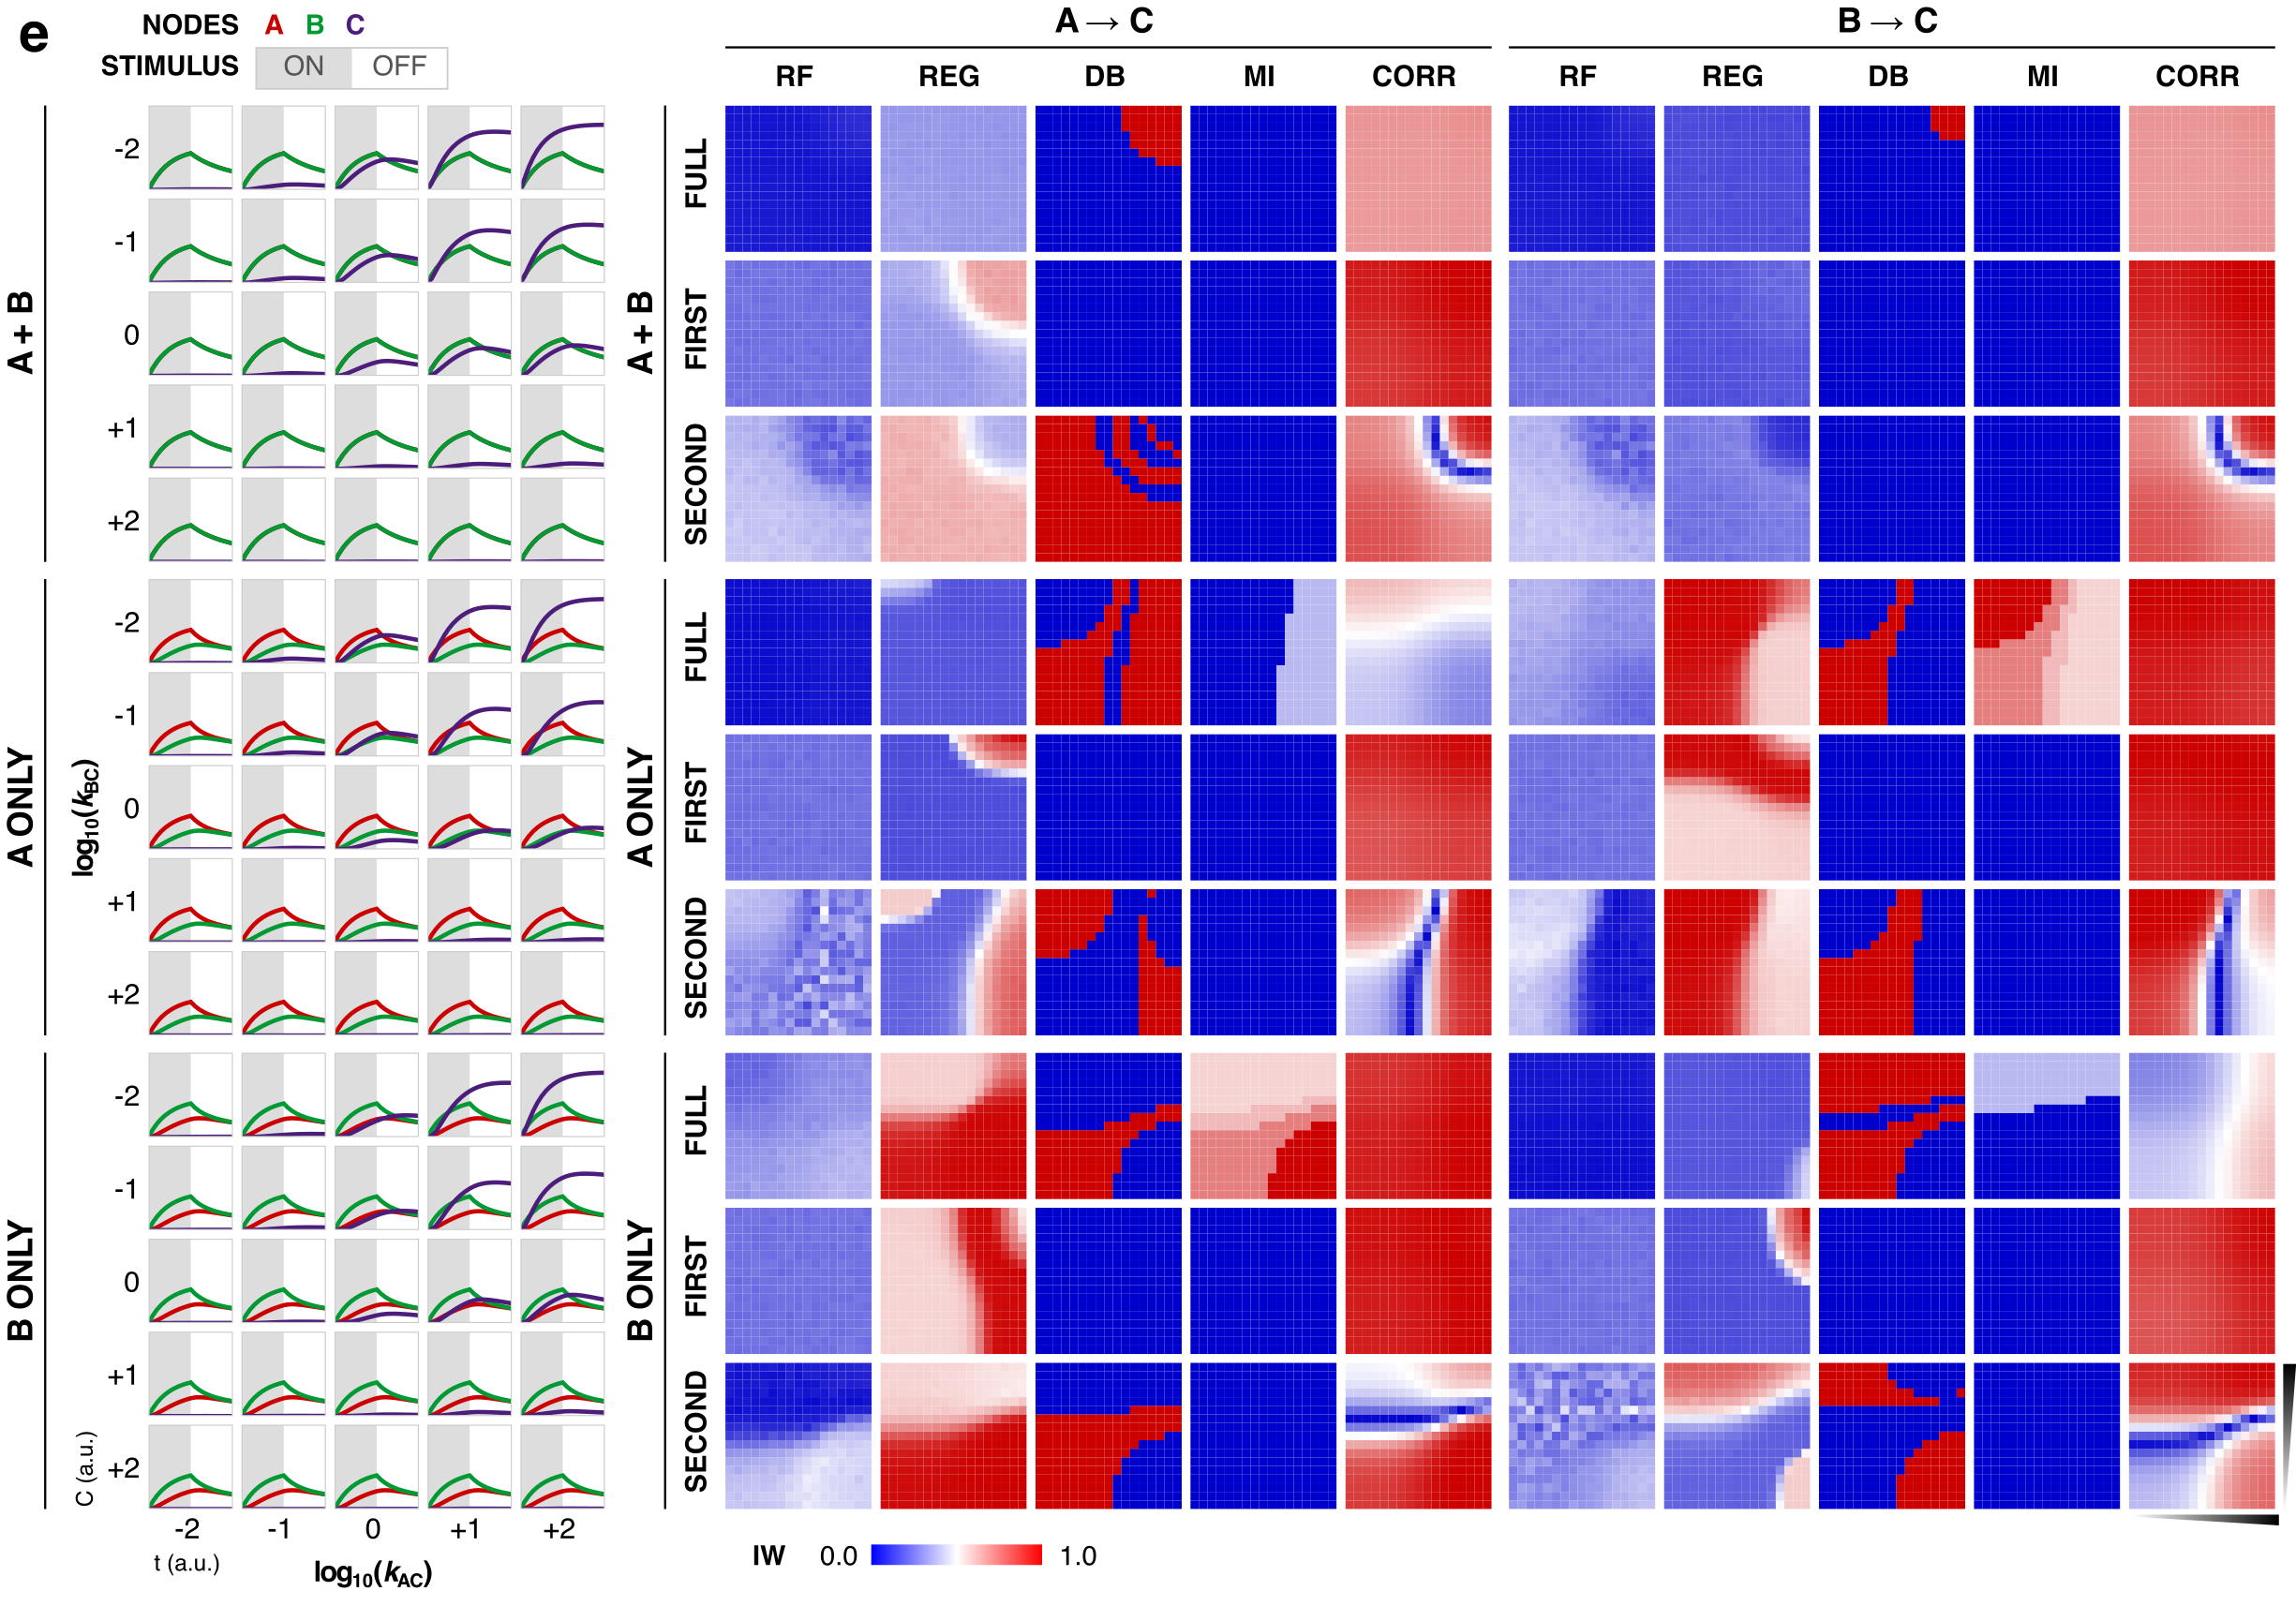 e
NODES A B C
STIMULUS ON OFF
A → C
B → C
RF REG DB MI CORR
RF REG DB MI CORR
A + B
-2
-1
0
+1
+2
A + B
FULL
FIRST
SECOND
A ONLY
log10(kBC)
-2
-1
0
+1
+2
A ONLY
FULL
FIRST
SECOND
B ONLY
-2
-1
0
+1
+2
C (a.u.)
B ONLY
FULL
FIRST
SECOND
-2 -1 0 +1 +2
t (a.u.)
log10(kAC)
IW 0.0 1.0